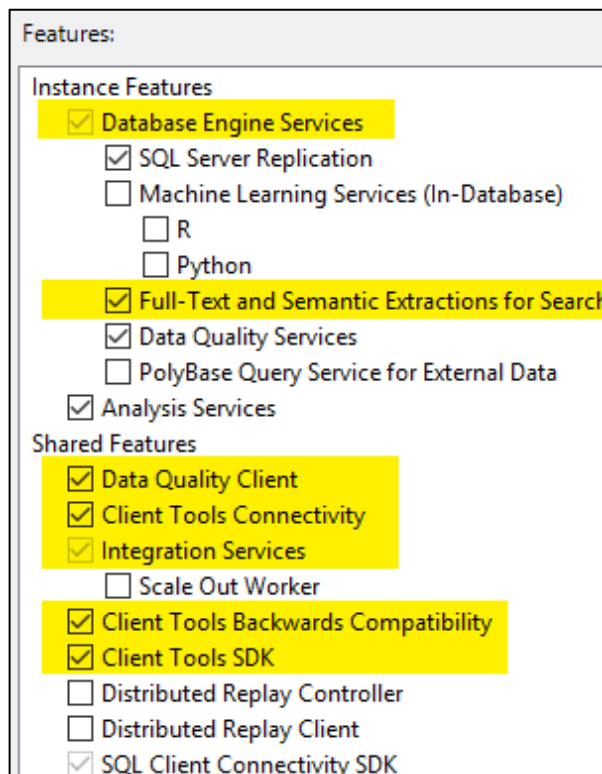 Features:
Instance Features
Database Engine Services
SQL Server Replication
Machine Learning Services (In-Database)
R
Python
Full-Text and Semantic Extractions for Search
Data Quality Services
PolyBase Query Service for External Data
Analysis Services
Shared Features
Data Quality Client
Client Tools Connectivity
Integration Services
Scale Out Worker
Client Tools Backwards Compatibility
Client Tools SDK
Distributed Replay Controller
Distributed Replay Client
SQL Client Connectivity SDK